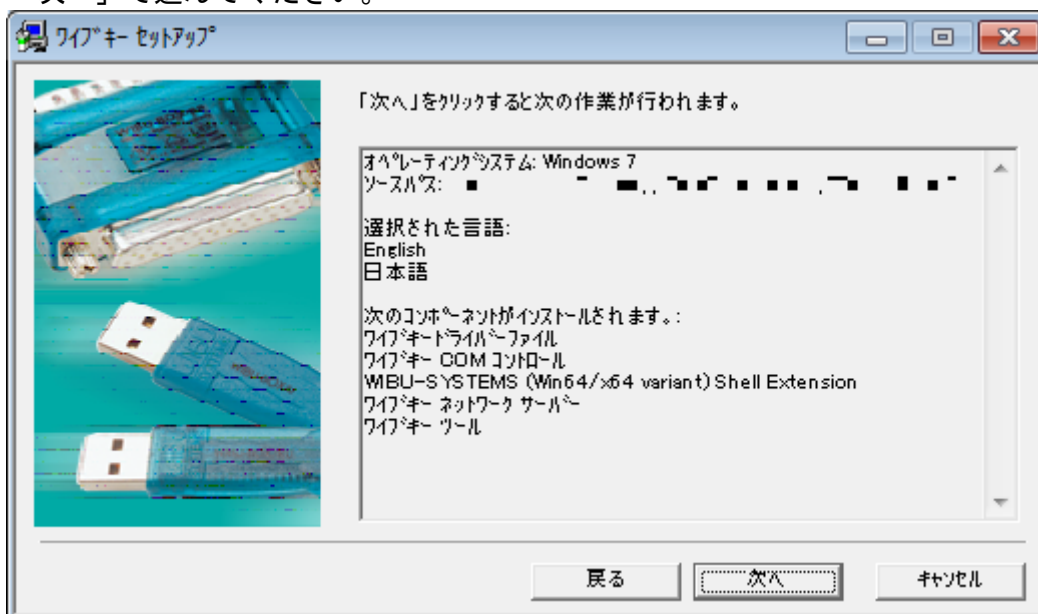 」で進んでください。
ワイブキー セットアップ
「次へ」をクリックすると次の作業が行われます。
オペレーティングシステム: Windows 7
ソースパス:
選択された言語:
English
日本語
次のコンポーネントがインストールされます。:
ワイブキードライバーファイル
ワイブキー COM コントロール
WIBU-SYSTEMS (Win64/x64 variant) Shell Extension
ワイブキー ネットワーク サーバー
ワイブキー ツール
戻る
次へ
キャンセル